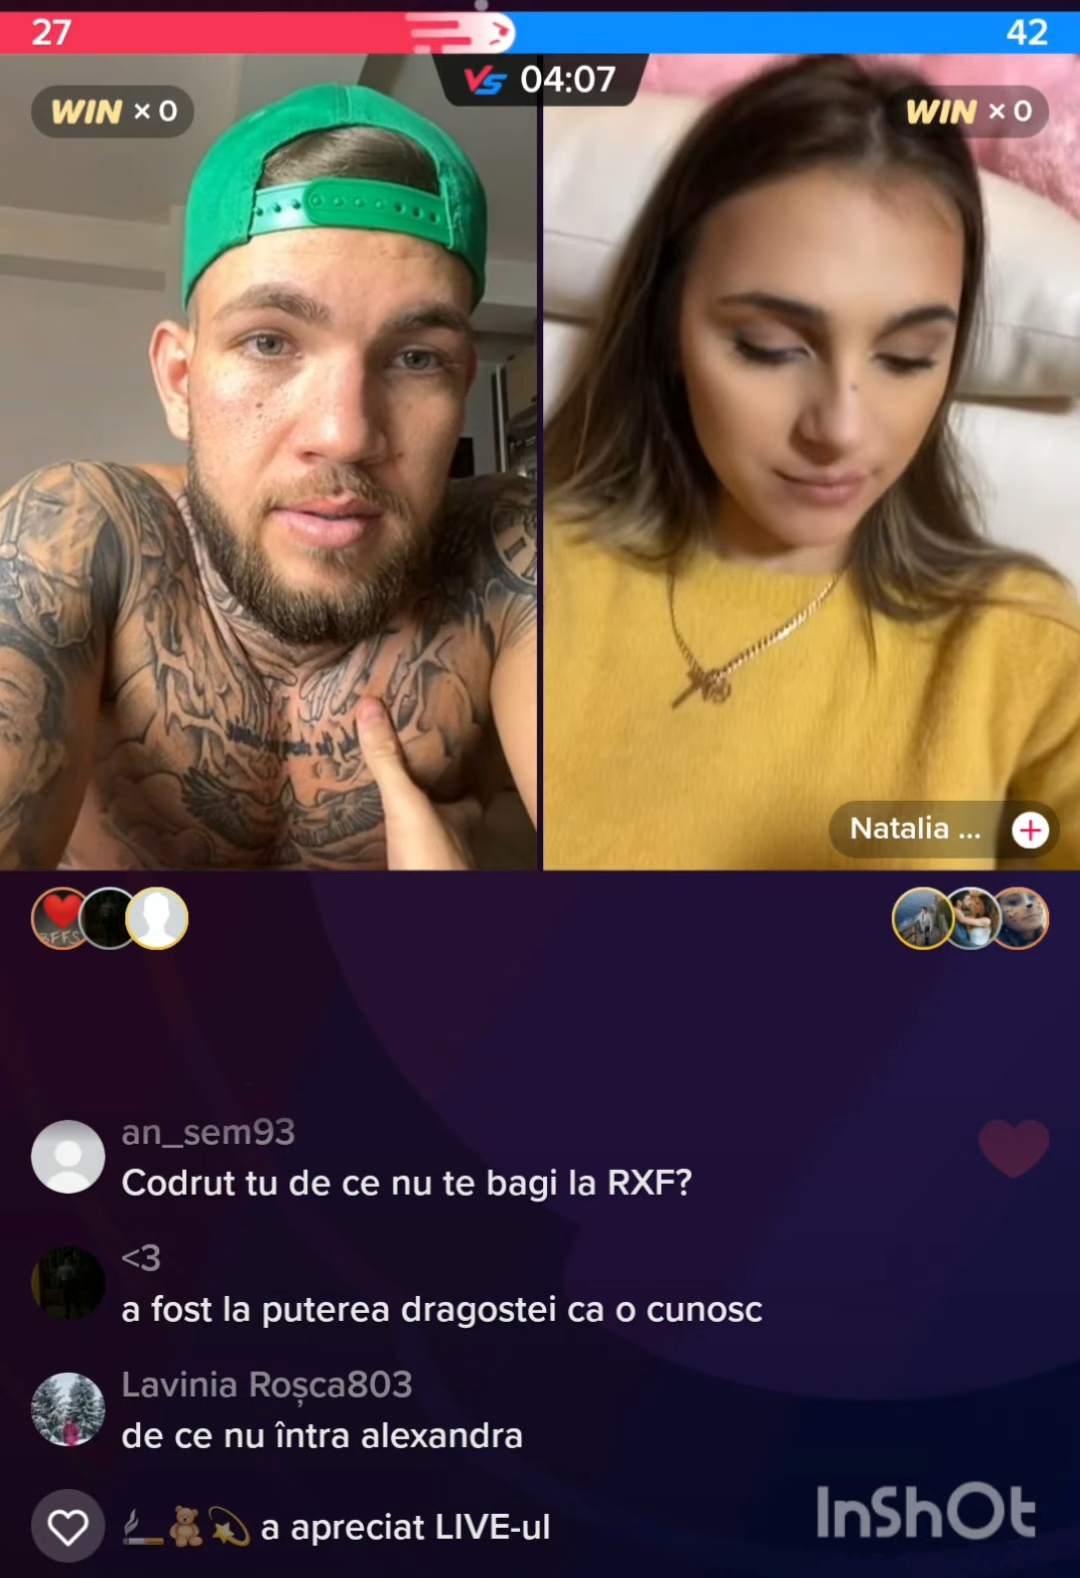 27
42
VS 04:07
WIN × 0
WIN × 0
Natalia ...
BFFS
an_sem93
Codrut tu de ce nu te bagi la RXF?
<3
a fost la puterea dragostei ca o cunosc
Lavinia Roșca803
de ce nu întra alexandra
🚬🧸💫 a apreciat LIVE-ul
InShOt